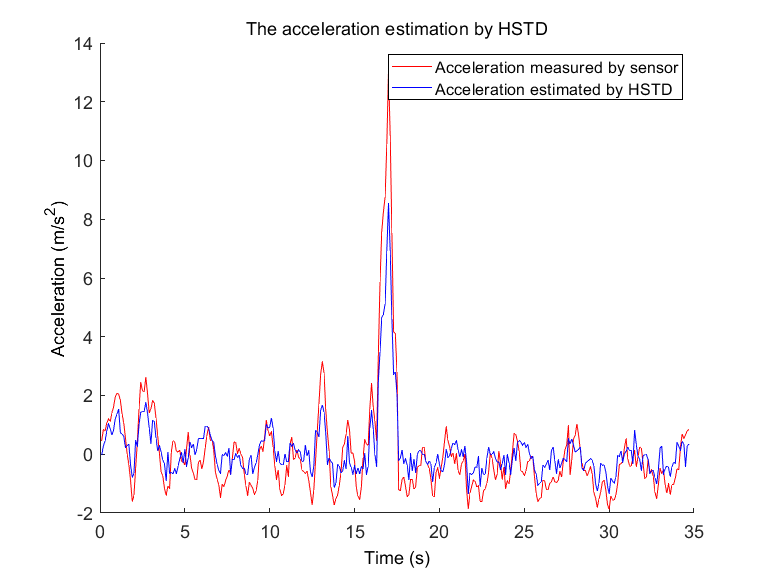 The acceleration estimation by HSTD
14
12
10
8
6
4
2
0
-2
Acceleration (m/s²)
Acceleration measured by sensor
Acceleration estimated by HSTD
0 5 10 15 20 25 30 35
Time (s)